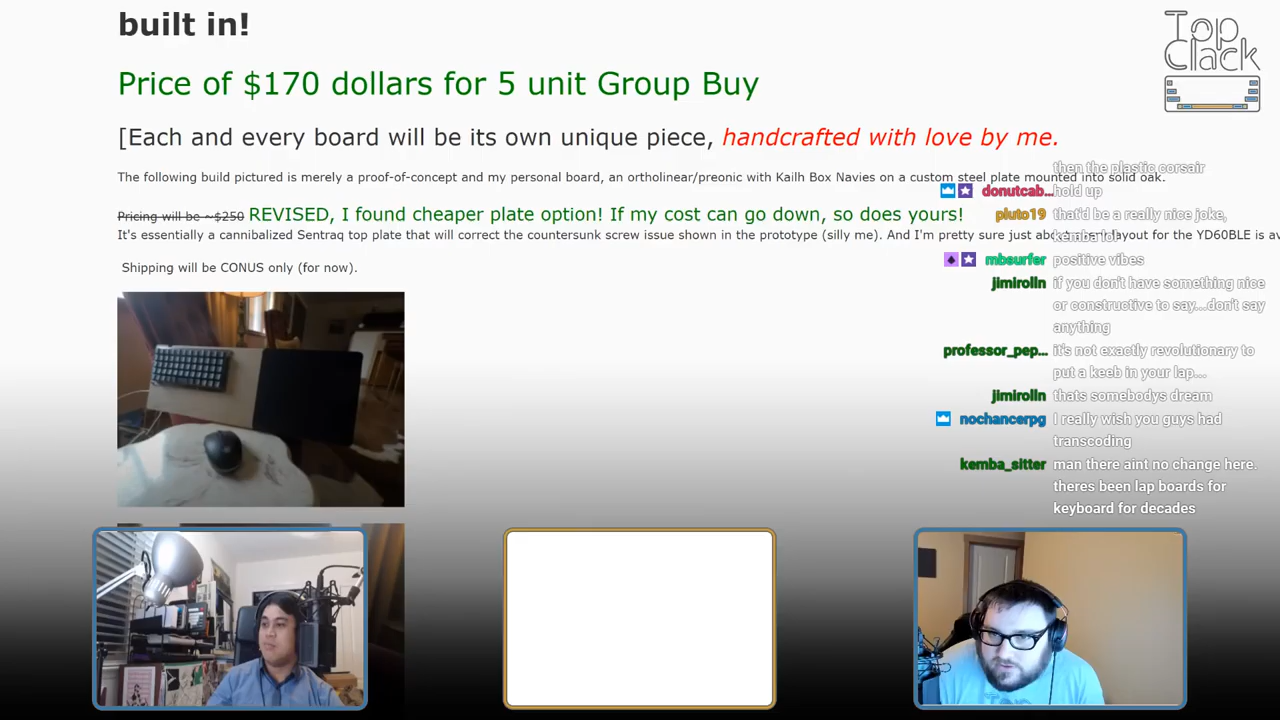 built in!
Top
Clack
Price of $170 dollars for 5 unit Group Buy
[Each and every board will be its own unique piece, handcrafted with love by me.
The following build pictured is merely a proof-of-concept and my personal board, an ortholinear/preonic with Kailh Box Navies on a custom steel plate mounted into solid oak.
Pricing will be ~$250 REVISED, I found cheaper plate option! If my cost can go down, so does yours!
It's essentially a cannibalized Sentraq top plate that will correct the countersunk screw issue shown in the prototype (silly me). And I'm pretty sure just layout for the YD60BLE is
Shipping will be CONUS only (for now).
then the plastic corsair
donutcab... hold up
pluto19 that'd be a really nice joke,
kemba lol
mbsurfer positive vibes
jimirolln if you don't have something nice
or constructive to say...don't say
anything
professor_pep... it's not exactly revolutionary to
put a keeb in your lap...
jimirolln thats somebodys dream
nochancerpg I really wish you guys had
transcoding
kemba_sitter man there aint no change here.
theres been lap boards for
keyboard for decades